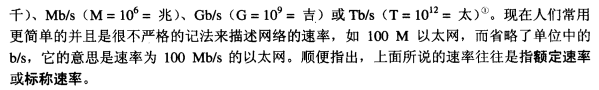 千)、Mb/s (M = 10⁶ = 兆)、Gb/s (G = 10⁹ = 吉) 或 Tb/s (T = 10¹² = 太)^①。现在人们常用
更简单的并且是很不严格的记法来描述网络的速率，如 100 M 以太网，而省略了单位中的
b/s，它的意思是速率为 100 Mb/s 的以太网。顺便指出，上面所说的速率往往是指额定速率
或标称速率。